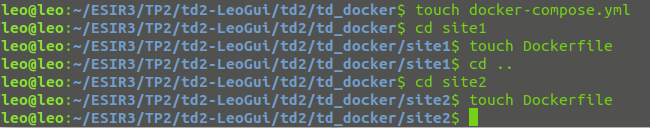 leo@leo:~/ESIR3/TP2/td2-LeoGui/td2/td_docker$ touch docker-compose.yml
leo@leo:~/ESIR3/TP2/td2-LeoGui/td2/td_docker$ cd site1
leo@leo:~/ESIR3/TP2/td2-LeoGui/td2/td_docker/site1$ touch Dockerfile
leo@leo:~/ESIR3/TP2/td2-LeoGui/td2/td_docker/site1$ cd ..
leo@leo:~/ESIR3/TP2/td2-LeoGui/td2/td_docker$ cd site2
leo@leo:~/ESIR3/TP2/td2-LeoGui/td2/td_docker/site2$ touch Dockerfile
leo@leo:~/ESIR3/TP2/td2-LeoGui/td2/td_docker/site2$